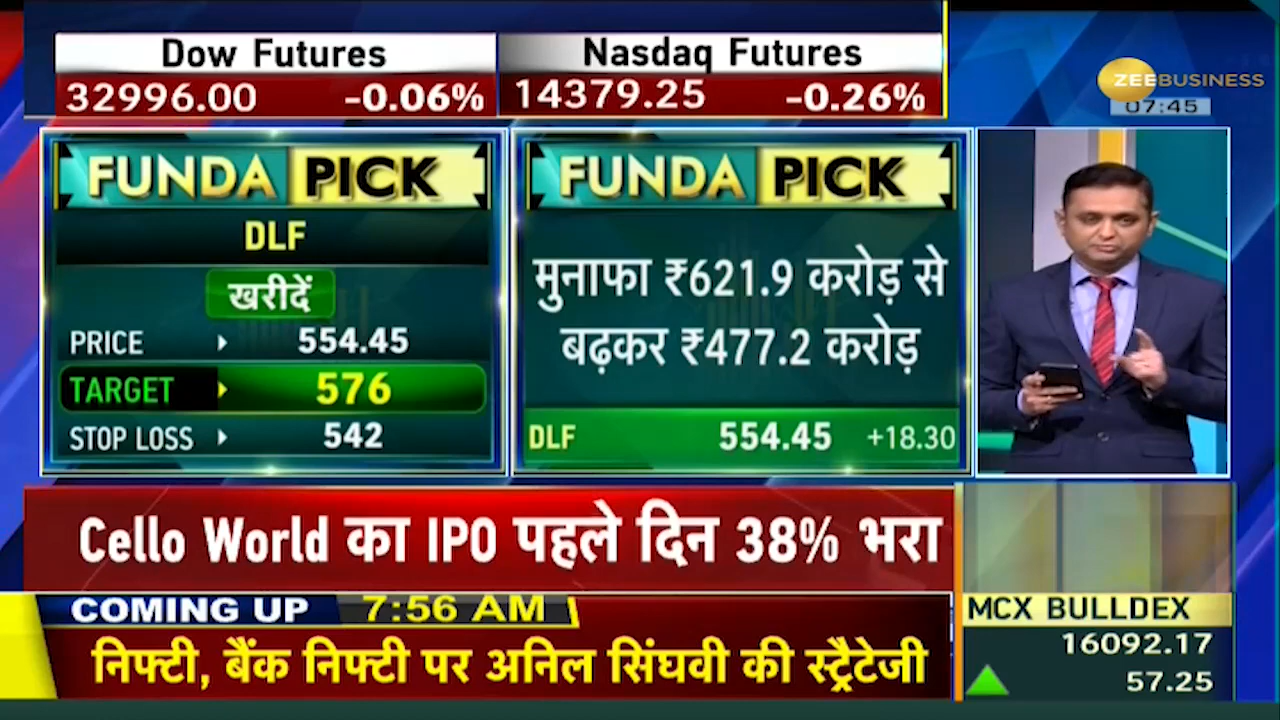 Dow Futures
32996.00 -0.06%
Nasdaq Futures
14379.25 -0.26%
ZEEBUSINESS
07:45
FUNDA PICK
DLF
खरीदें
PRICE 554.45
TARGET 576
STOP LOSS 542
FUNDA PICK
मुनाफा ₹621.9 करोड़ से
बढ़कर ₹477.2 करोड़
DLF 554.45 +18.30
Cello World का IPO पहले दिन 38% भरा
COMING UP 7:56 AM
निफ्टी, बैंक निफ्टी पर अनिल सिंघवी की स्ट्रैटेजी
MCX BULLDEX
16092.17
57.25